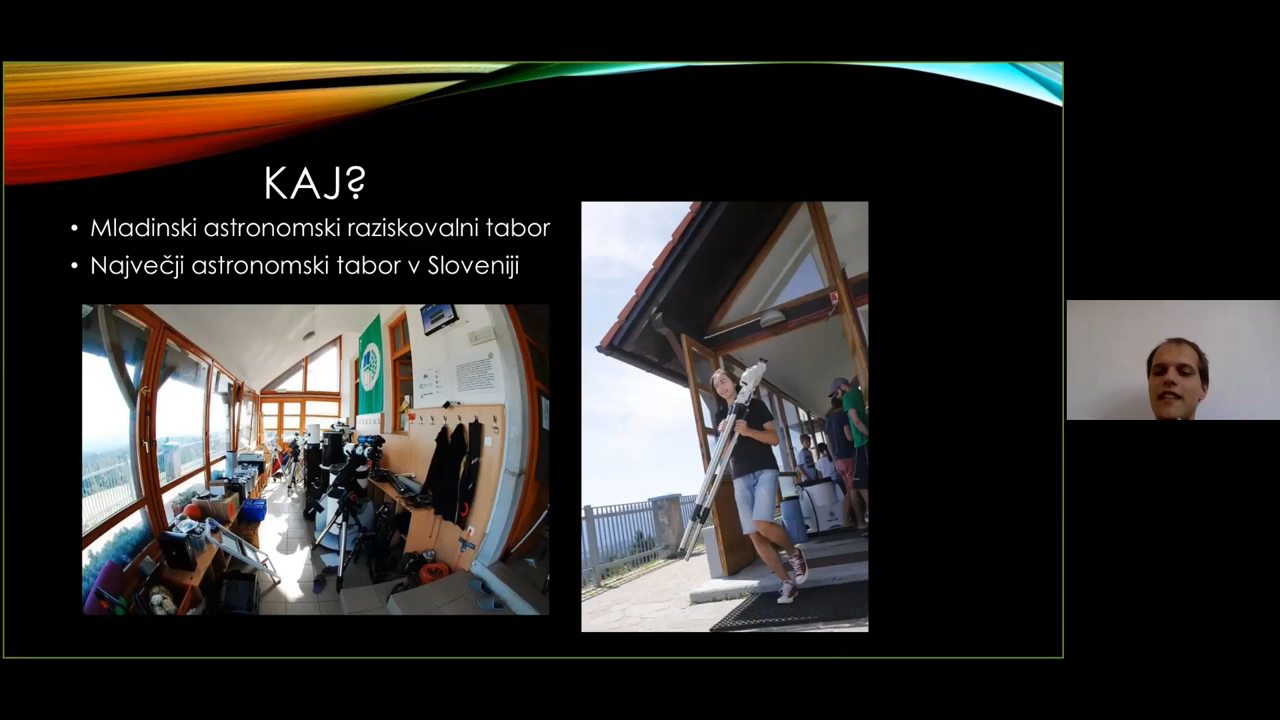 KAJ?
• Mladinski astronomski raziskovalni tabor
• Največji astronomski tabor v Sloveniji